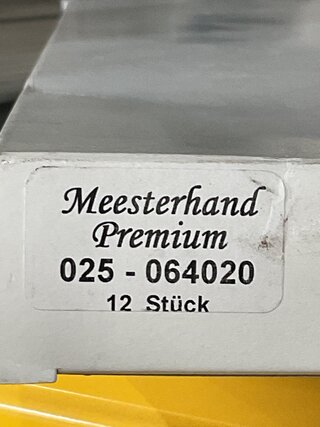 Meesterhand
Premium
025 - 064020
12 Stück